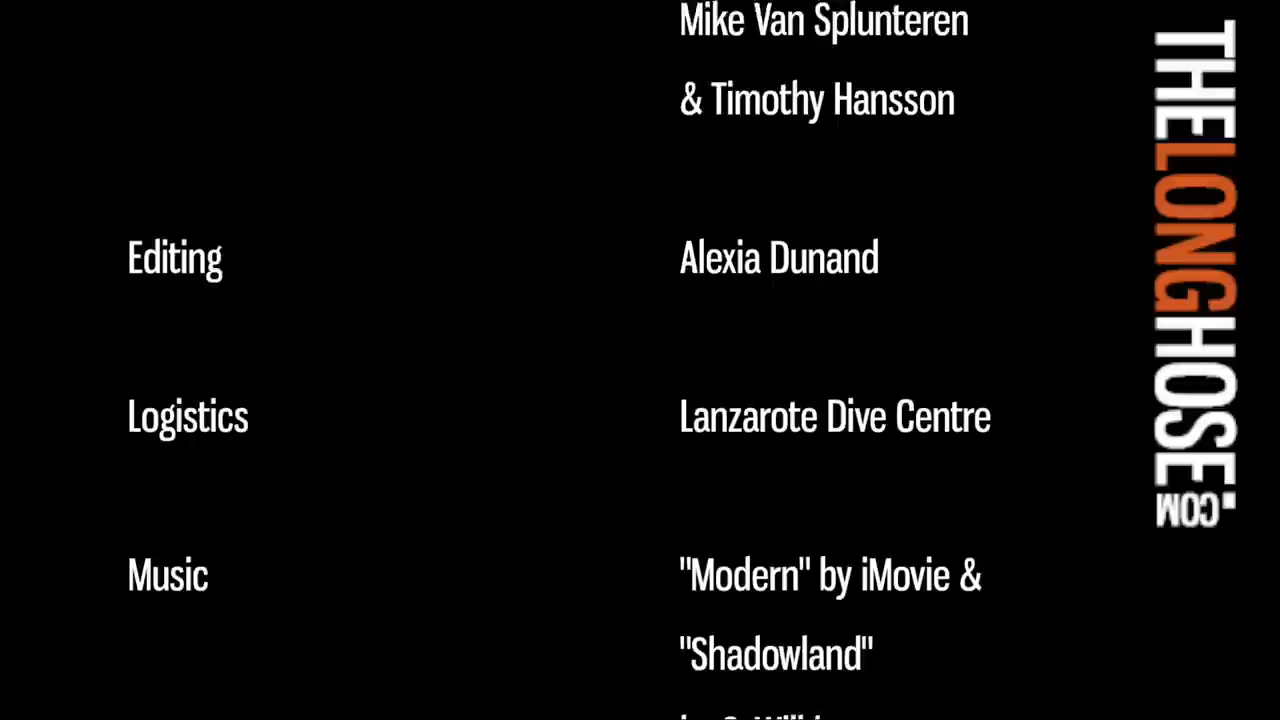 Mike Van Splunteren
& Timothy Hansson
Editing Alexia Dunand
Logistics Lanzarote Dive Centre
Music "Modern" by iMovie &
"Shadowland"
THELONGHOSE.COM